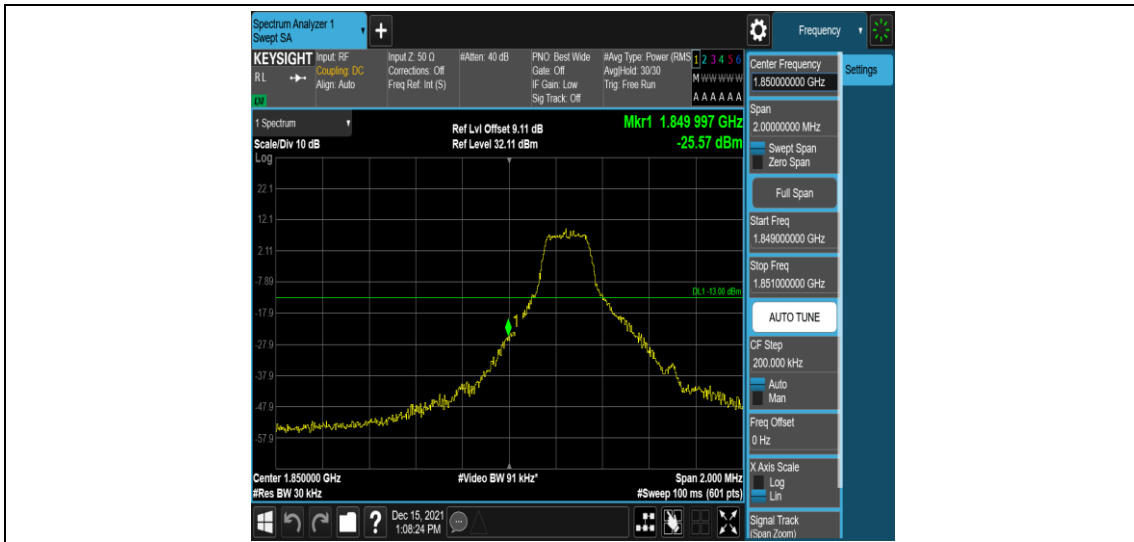 Spectrum Analyzer 1
Swept SA
+
Frequency
KEYSIGHT
RL
LXI
Input: RF
Coupling: DC
Align: Auto
Input Z: 50 Ω
Corrections: Off
Freq Ref: Int (S)
#Atten: 40 dB
PNO: Best Wide
Gate: Off
IF Gain: Low
Sig Track: Off
#Avg Type: Power (RMS
Avg|Hold: 30/30
Trig: Free Run
1 2 3 4 5 6
M W W W W W
A A A A A A
1 Spectrum
Scale/Div 10 dB
Log
Ref Lvl Offset 9.11 dB
Ref Level 32.11 dBm
Mkr1 1.849 997 GHz
-25.57 dBm
22.1
12.1
2.11
-7.89
-17.9
-27.9
-37.9
-47.9
-57.9
DL1 -13.00 dBm
1
Center 1.850000 GHz
#Res BW 30 kHz
#Video BW 91 kHz*
Span 2.000 MHz
#Sweep 100 ms (601 pts)
?
Dec 15, 2021
1:08:24 PM
Center Frequency
1.850000000 GHz
Settings
Span
2.00000000 MHz
Swept Span
Zero Span
Full Span
Start Freq
1.849000000 GHz
Stop Freq
1.851000000 GHz
AUTO TUNE
CF Step
200.000 kHz
Auto
Man
Freq Offset
0 Hz
X Axis Scale
Log
Lin
Signal Track
(Span Zoom)